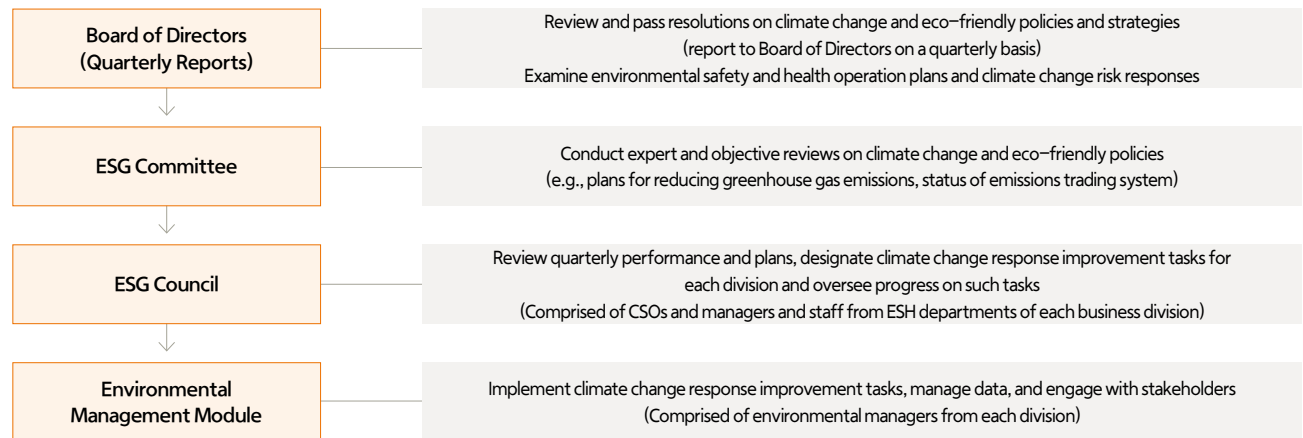 Board of Directors
(Quarterly Reports)
Review and pass resolutions on climate change and eco–friendly policies and strategies
(report to Board of Directors on a quarterly basis)
Examine environmental safety and health operation plans and climate change risk responses
ESG Committee
Conduct expert and objective reviews on climate change and eco–friendly policies
(e.g., plans for reducing greenhouse gas emissions, status of emissions trading system)
ESG Council
Review quarterly performance and plans, designate climate change response improvement tasks for
each division and oversee progress on such tasks
(Comprised of CSOs and managers and staff from ESH departments of each business division)
Environmental
Management Module
Implement climate change response improvement tasks, manage data, and engage with stakeholders
(Comprised of environmental managers from each division)